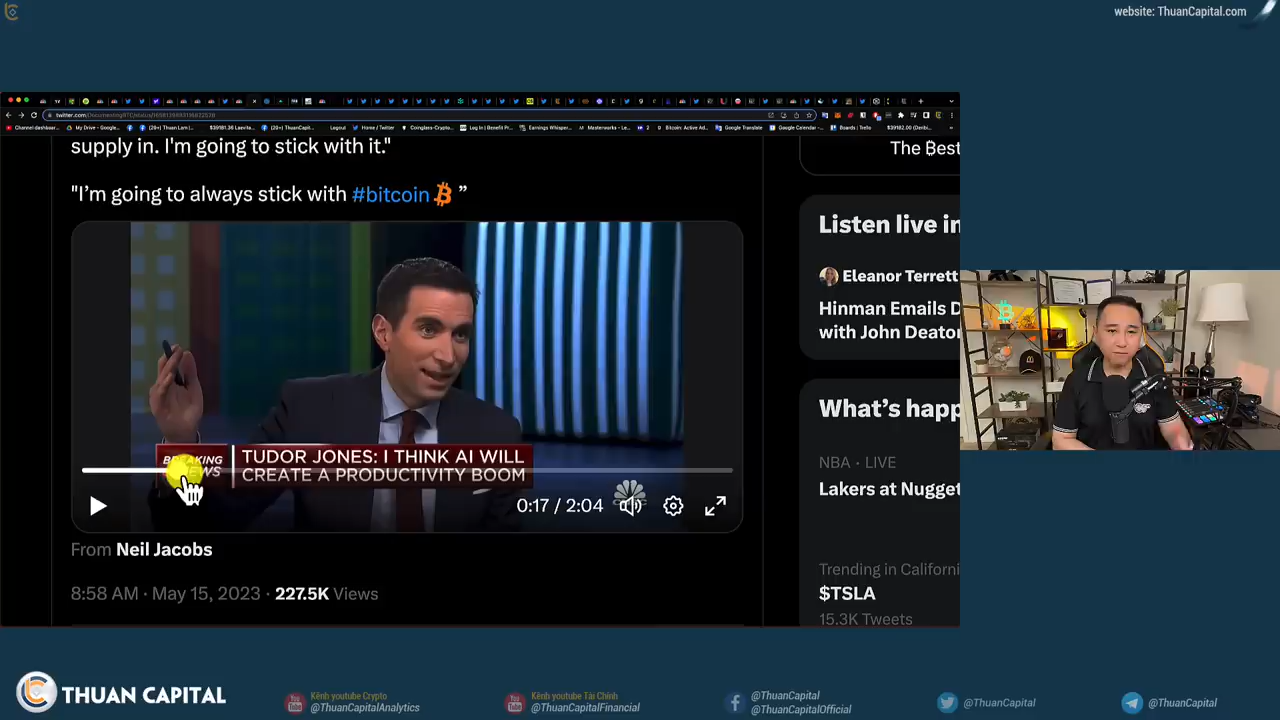 website: ThuanCapital.com
supply in. I'm going to stick with it."
"I'm going to always stick with #bitcoin ”
The Best
Listen live in
Eleanor Terrett
Hinman Emails D
with John Deaton
BREAKING
NEWS
TUDOR JONES: I THINK AI WILL
CREATE A PRODUCTIVITY BOOM
0:17 / 2:04
From Neil Jacobs
8:58 AM · May 15, 2023 · 227.5K Views
What's happ
NBA · LIVE
Lakers at Nugget
Trending in Californi
$TSLA
15.3K Tweets
THUAN CAPITAL
Kênh youtube Crypto
@ThuanCapitalAnalytics
Kênh youtube Tài Chính
@ThuanCapitalFinancial
@ThuanCapital
@ThuanCapitalOfficial
@ThuanCapital
@ThuanCapital